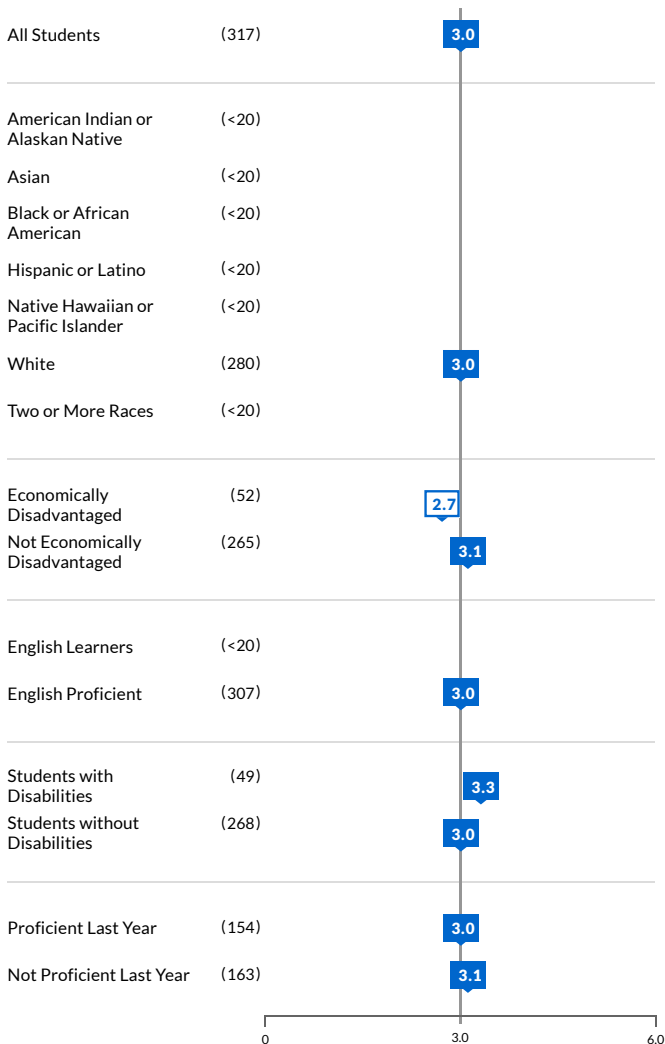 All Students (317) 3.0
American Indian or (<20)
Alaskan Native
Asian (<20)
Black or African (<20)
American
Hispanic or Latino (<20)
Native Hawaiian or (<20)
Pacific Islander
White (280) 3.0
Two or More Races (<20)
Economically (52) 2.7
Disadvantaged
Not Economically (265) 3.1
Disadvantaged
English Learners (<20)
English Proficient (307) 3.0
Students with (49) 3.3
Disabilities
Students without (268) 3.0
Disabilities
Proficient Last Year (154) 3.0
Not Proficient Last Year (163) 3.1
0 3.0 6.0